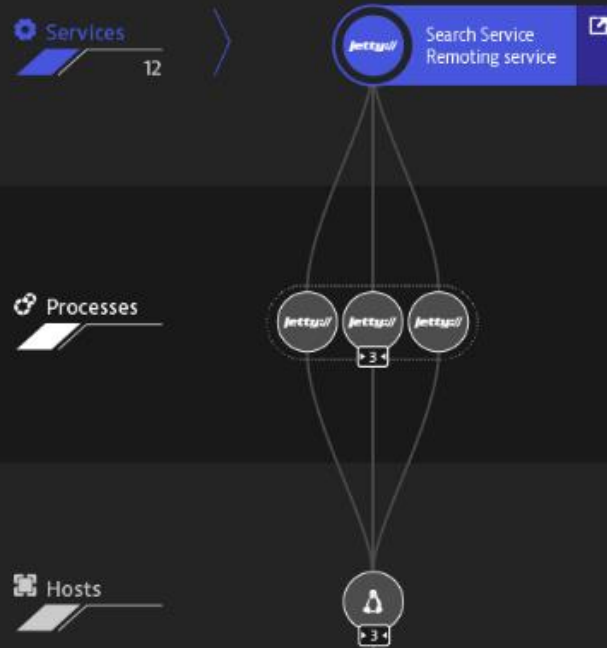 Services
12
jetty://
Search Service
Remoting service
Processes
jetty:// jetty:// jetty://
3
Hosts
3